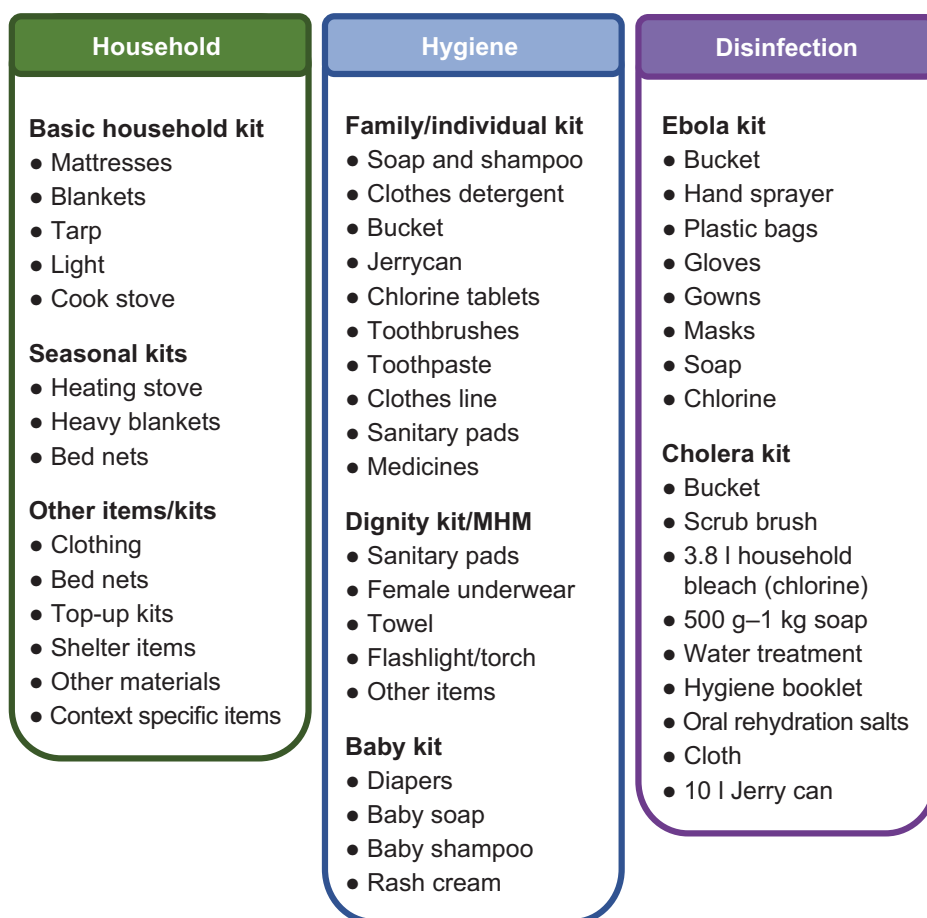 Household
Basic household kit
● Mattresses
● Blankets
● Tarp
● Light
● Cook stove
Seasonal kits
● Heating stove
● Heavy blankets
● Bed nets
Other items/kits
● Clothing
● Bed nets
● Top-up kits
● Shelter items
● Other materials
● Context specific items
Hygiene
Family/individual kit
● Soap and shampoo
● Clothes detergent
● Bucket
● Jerrycan
● Chlorine tablets
● Toothbrushes
● Toothpaste
● Clothes line
● Sanitary pads
● Medicines
Dignity kit/MHM
● Sanitary pads
● Female underwear
● Towel
● Flashlight/torch
● Other items
Baby kit
● Diapers
● Baby soap
● Baby shampoo
● Rash cream
Disinfection
Ebola kit
● Bucket
● Hand sprayer
● Plastic bags
● Gloves
● Gowns
● Masks
● Soap
● Chlorine
Cholera kit
● Bucket
● Scrub brush
● 3.8 l household
bleach (chlorine)
● 500 g–1 kg soap
● Water treatment
● Hygiene booklet
● Oral rehydration salts
● Cloth
● 10 l Jerry can